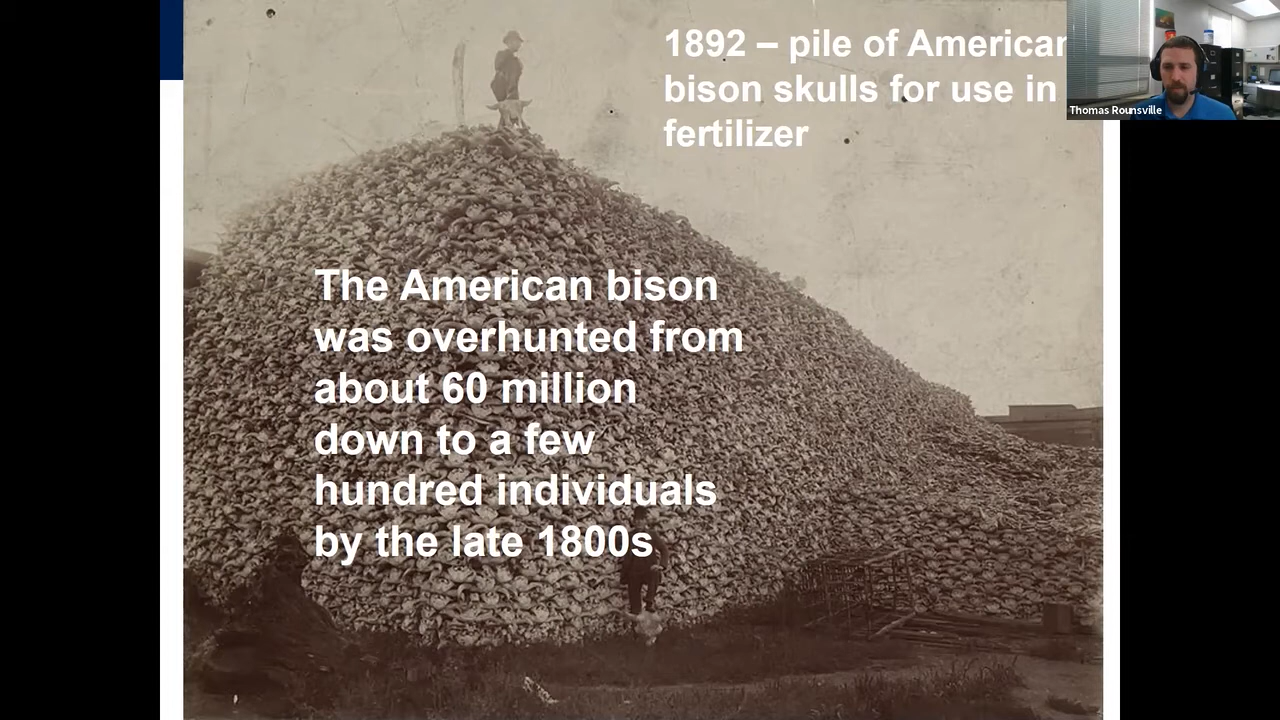 1892 – pile of American
bison skulls for use in
fertilizer
Thomas Rounsville
The American bison
was overhunted from
about 60 million
down to a few
hundred individuals
by the late 1800s